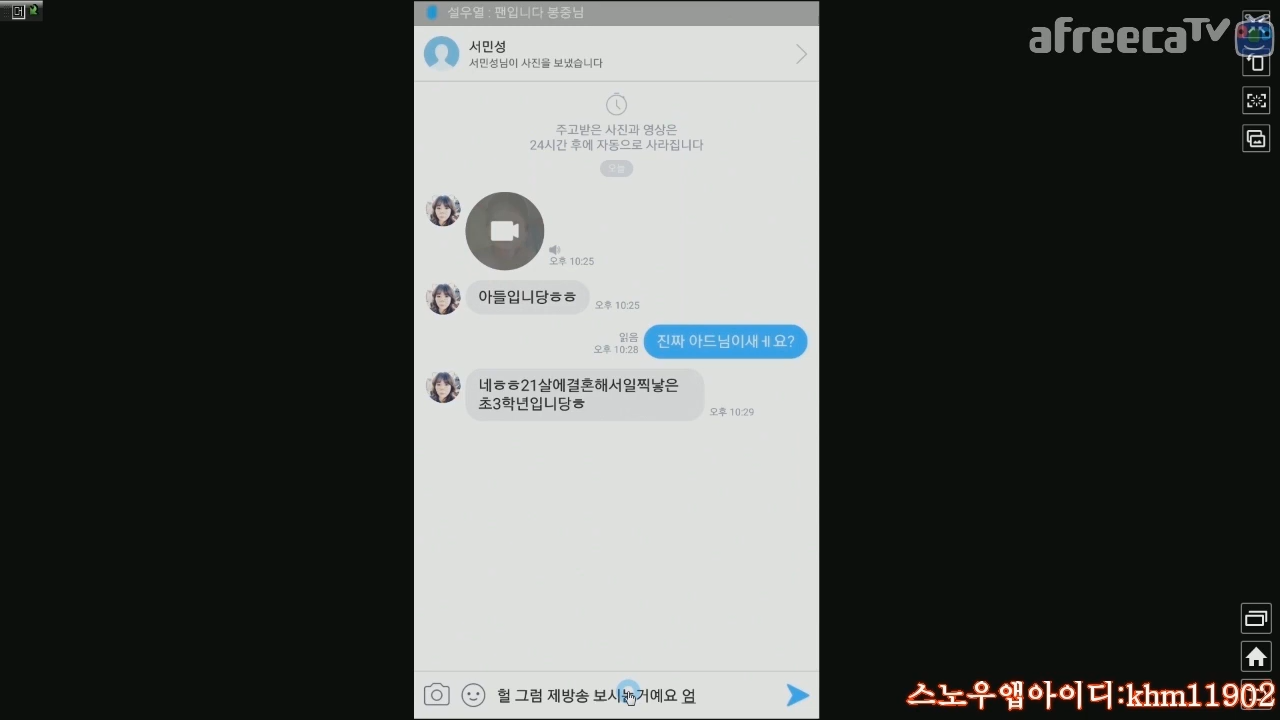 설우열 : 팬입니다 봉중님
afreecaTV
서민성
서민성님이 사진을 보냈습니다
주고받은 사진과 영상은
24시간 후에 자동으로 사라집니다
오늘
오후 10:25
아들입니당ㅎㅎ
오후 10:25
읽음
오후 10:28
진짜 아드님이새ㅔ요?
네ㅎㅎ21살에결혼해서일찍낳은
초3학년입니당ㅎ
오후 10:29
헐 그럼 제방송 보시는거예요 엄
스노우앱아이디:khm11902